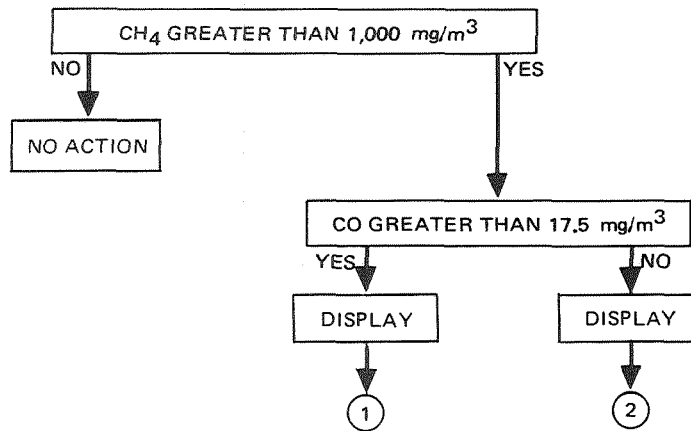 CH₄ GREATER THAN 1,000 mg/m³
NO
YES
NO ACTION
CO GREATER THAN 17.5 mg/m³
YES
NO
DISPLAY
DISPLAY
1
2